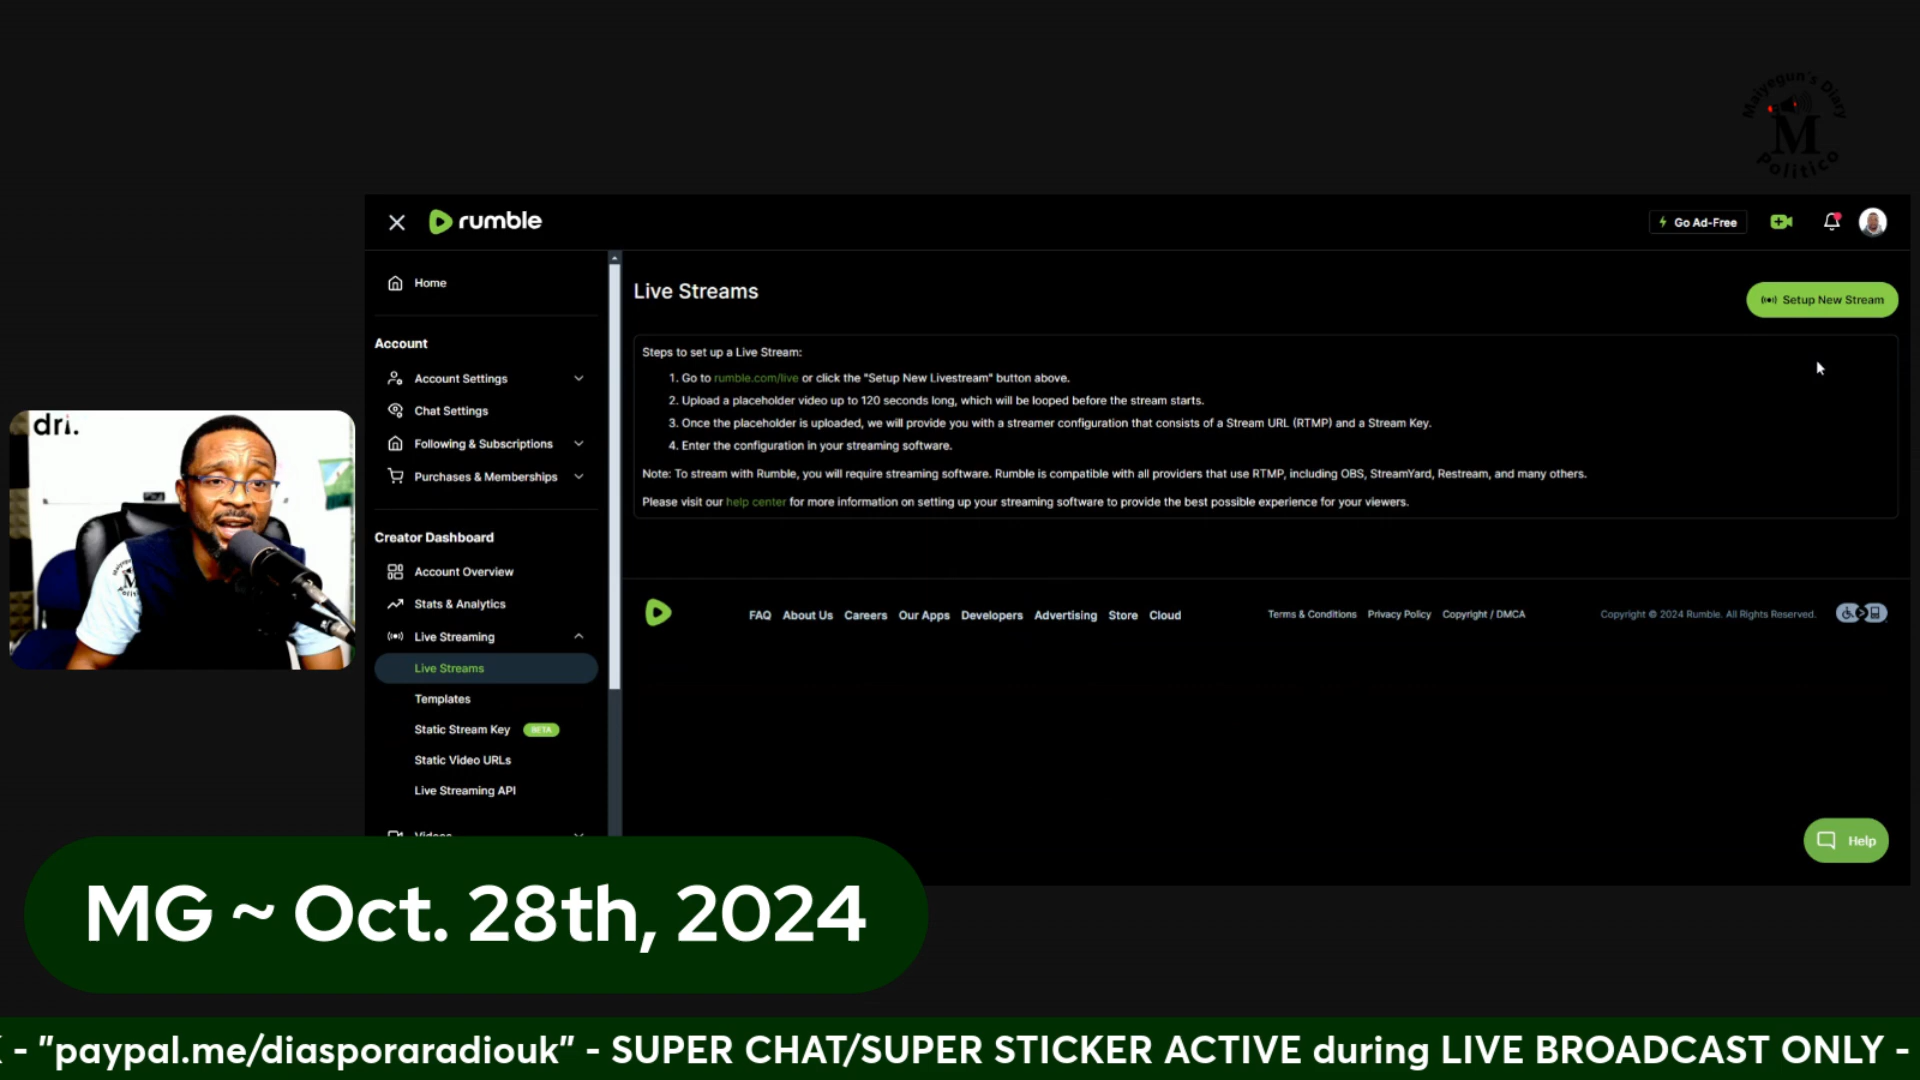 Maiyegun's Diary
M
Politico
rumble
Go Ad-Free
Home
Live Streams
Setup New Stream
Account
Steps to set up a Live Stream:
Account Settings
1. Go to rumble.com/live or click the "Setup New Livestream" button above.
Chat Settings
2. Upload a placeholder video up to 120 seconds long, which will be looped before the stream starts.
3. Once the placeholder is uploaded, we will provide you with a streamer configuration that consists of a Stream URL (RTMP) and a Stream Key.
Following & Subscriptions
4. Enter the configuration in your streaming software.
Purchases & Memberships
Note: To stream with Rumble, you will require streaming software. Rumble is compatible with all providers that use RTMP, including OBS, StreamYard, Restream, and many others.
Please visit our help center for more information on setting up your streaming software to provide the best possible experience for your viewers.
dri.
Creator Dashboard
Account Overview
Stats & Analytics
Live Streaming
Live Streams
Templates
Static Stream Key BETA
Static Video URLs
Live Streaming API
Videos
FAQ About Us Careers Our Apps Developers Advertising Store Cloud
Terms & Conditions Privacy Policy Copyright / DMCA
Copyright © 2024 Rumble. All Rights Reserved.
Help
MG ~ Oct. 28th, 2024
- "paypal.me/diasporaradiouk" - SUPER CHAT/SUPER STICKER ACTIVE during LIVE BROADCAST ONLY -